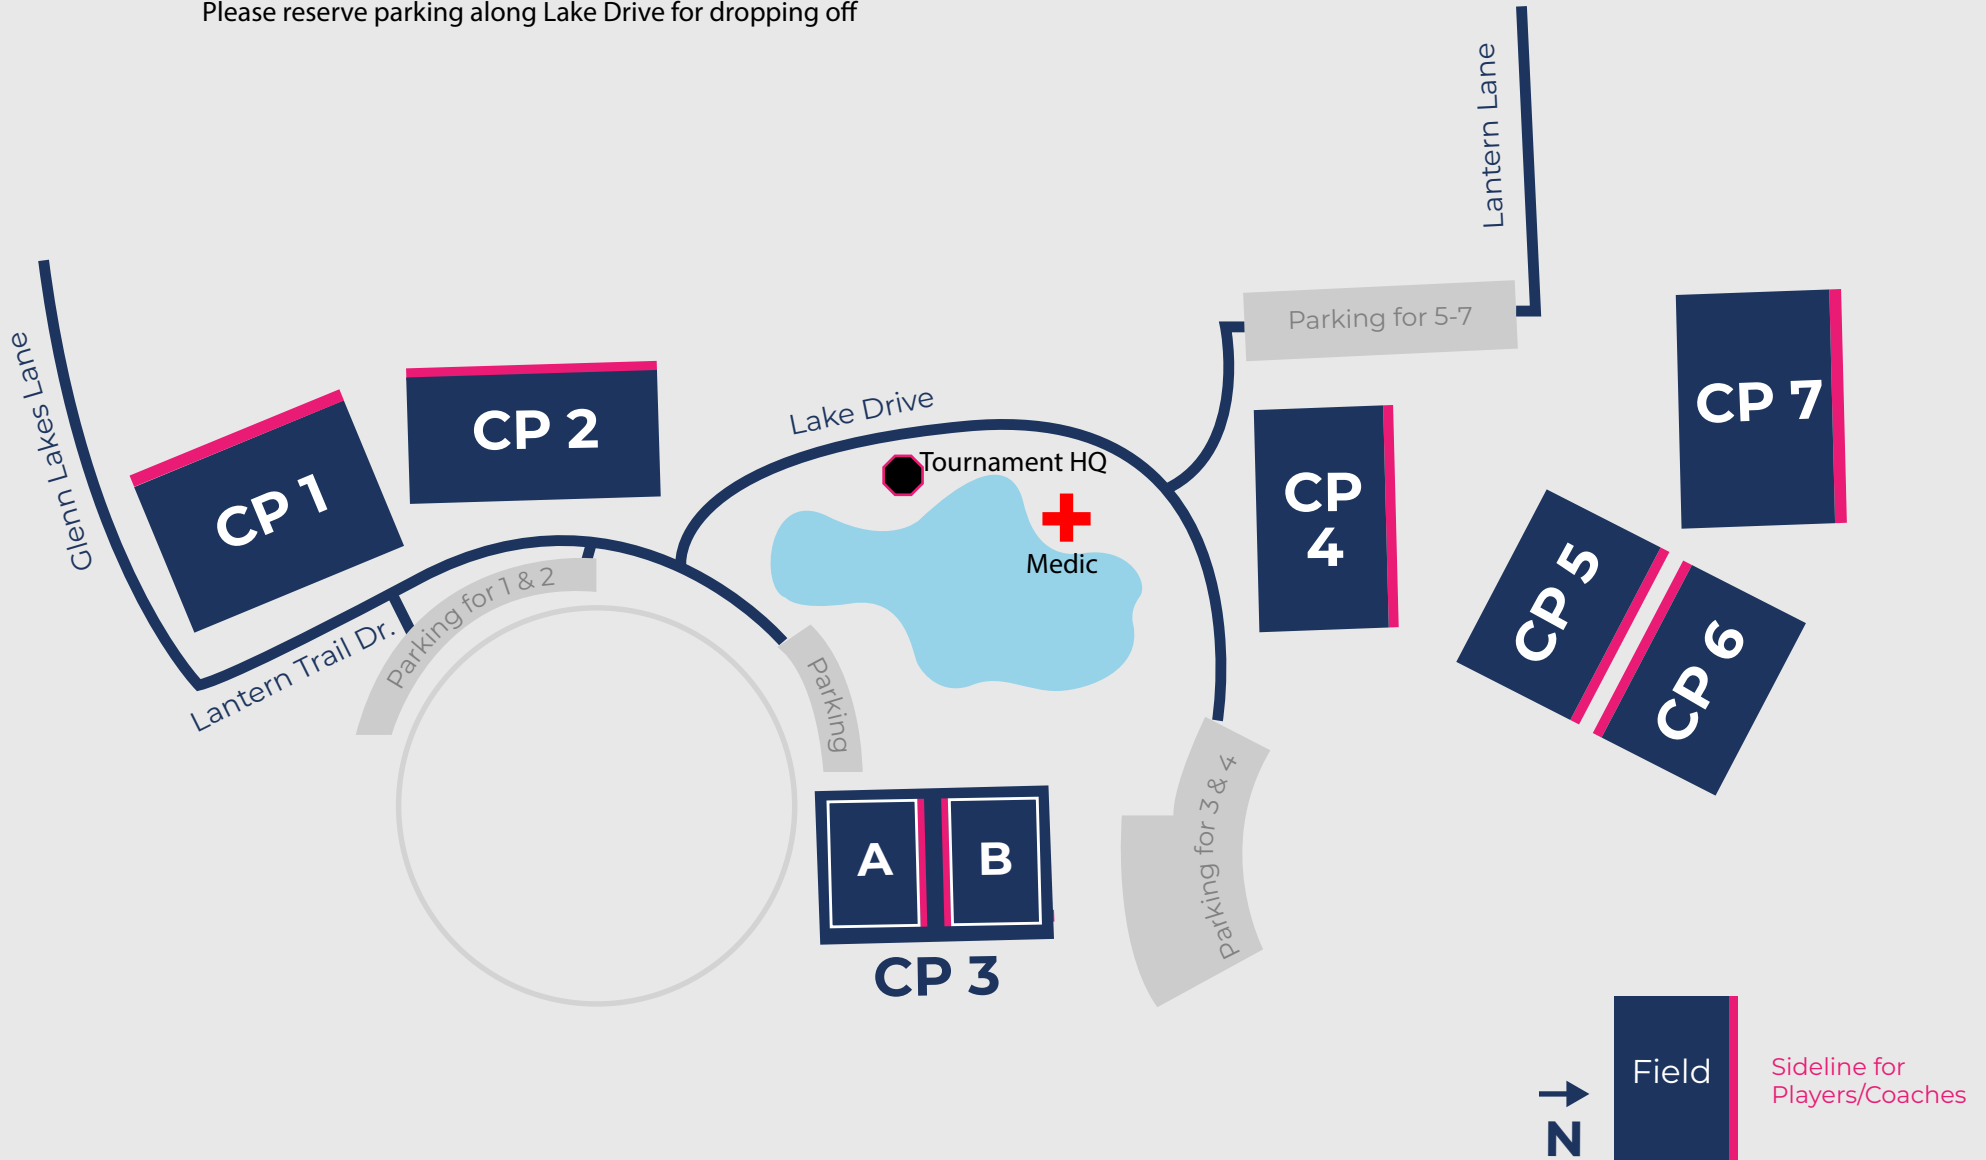 Please reserve parking along Lake Drive for dropping off
Lantern Lane
Parking for 5-7
Glenn Lakes Lane
CP 1
CP 2
Lake Drive
Tournament HQ
Medic
CP
4
CP 7
CP 5
CP 6
Parking for 1 & 2
Lantern Trail Dr.
Parking
Parking for 3 & 4
A
B
CP 3
Field
Sideline for
Players/Coaches
N